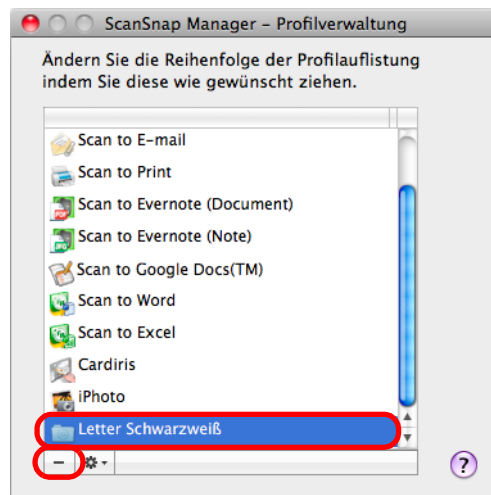 ScanSnap Manager – Profilverwaltung
Ändern Sie die Reihenfolge der Profilauflistung
indem Sie diese wie gewünscht ziehen.
Scan to E-mail
Scan to Print
Scan to Evernote (Document)
Scan to Evernote (Note)
Scan to Google Docs(TM)
Scan to Word
Scan to Excel
Cardiris
iPhoto
Letter Schwarzweiß